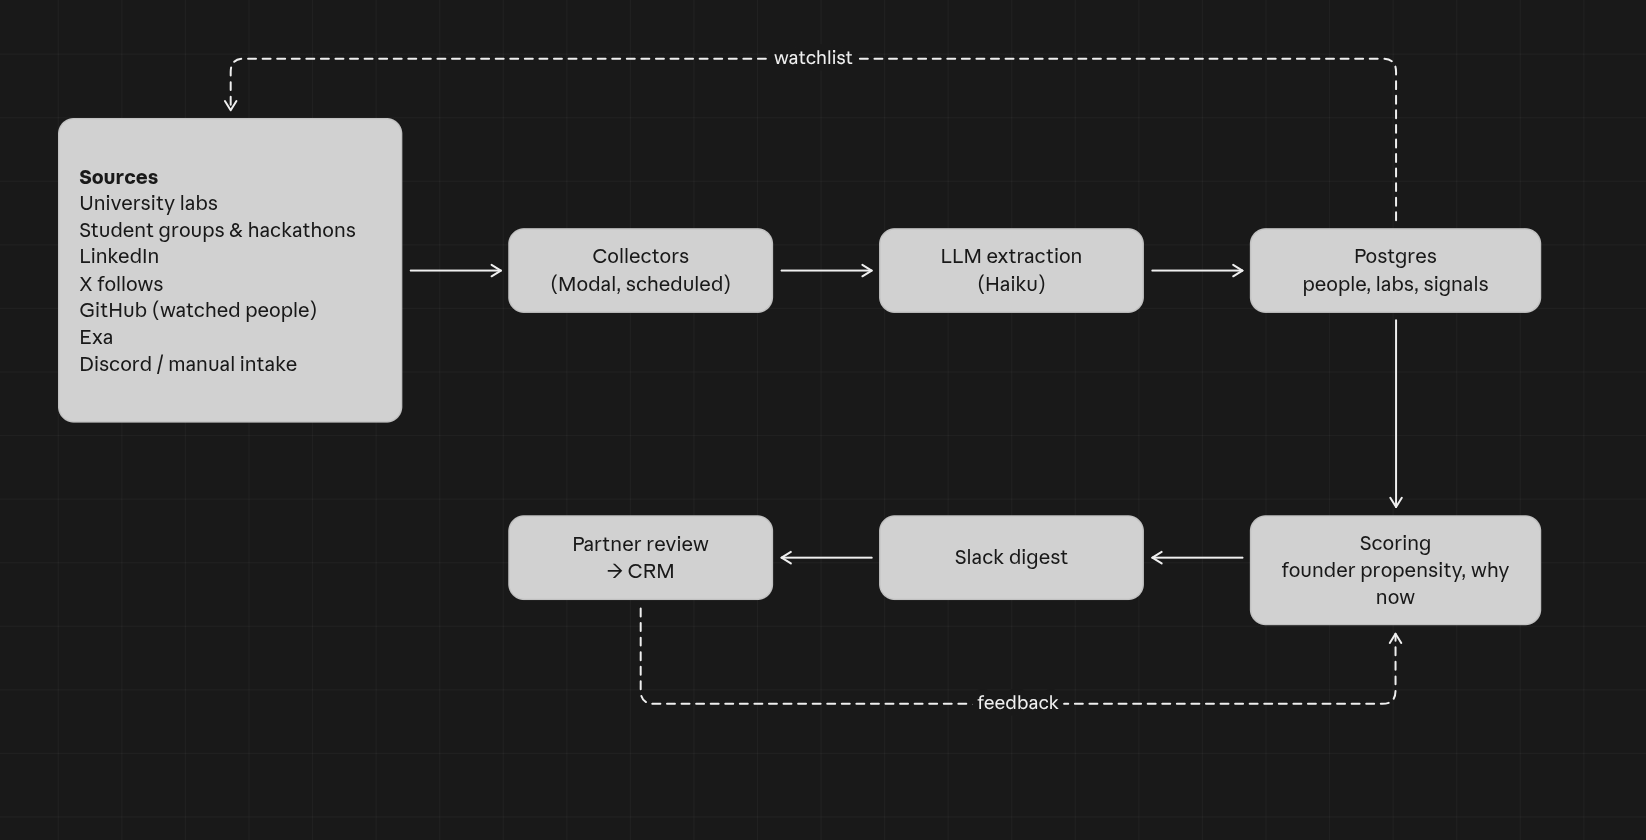 watchlist
Sources
University labs
Student groups & hackathons
LinkedIn
X follows
GitHub (watched people)
Exa
Discord / manual intake
Collectors
(Modal, scheduled)
LLM extraction
(Haiku)
Postgres
people, labs, signals
Partner review
→ CRM
Slack digest
Scoring
founder propensity, why
now
feedback